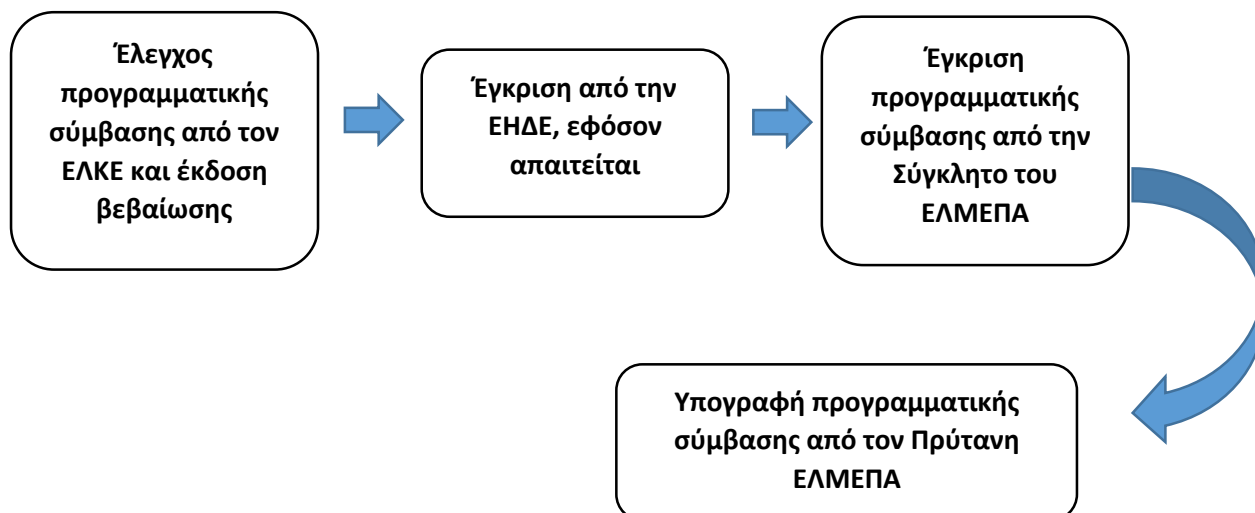 Έλεγχος
προγραμματικής
σύμβασης από τον
ΕΛΚΕ και έκδοση
βεβαίωσης
Έγκριση από την
ΕΗΔΕ, εφόσον
απαιτείται
Έγκριση
προγραμματικής
σύμβασης από την
Σύγκλητο του
ΕΛΜΕΠΑ
Υπογραφή προγραμματικής
σύμβασης από τον Πρύτανη
ΕΛΜΕΠΑ